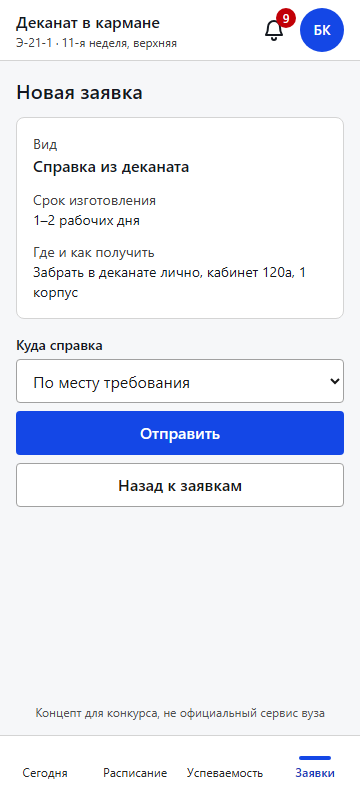 Деканат в кармане
Э-21-1 · 11-я неделя, верхняя
9
БК
Новая заявка
Вид
Справка из деканата
Срок изготовления
1–2 рабочих дня
Где и как получить
Забрать в деканате лично, кабинет 120а, 1
корпус
Куда справка
По месту требования
Отправить
Назад к заявкам
Концепт для конкурса, не официальный сервис вуза
Сегодня
Расписание
Успеваемость
Заявки